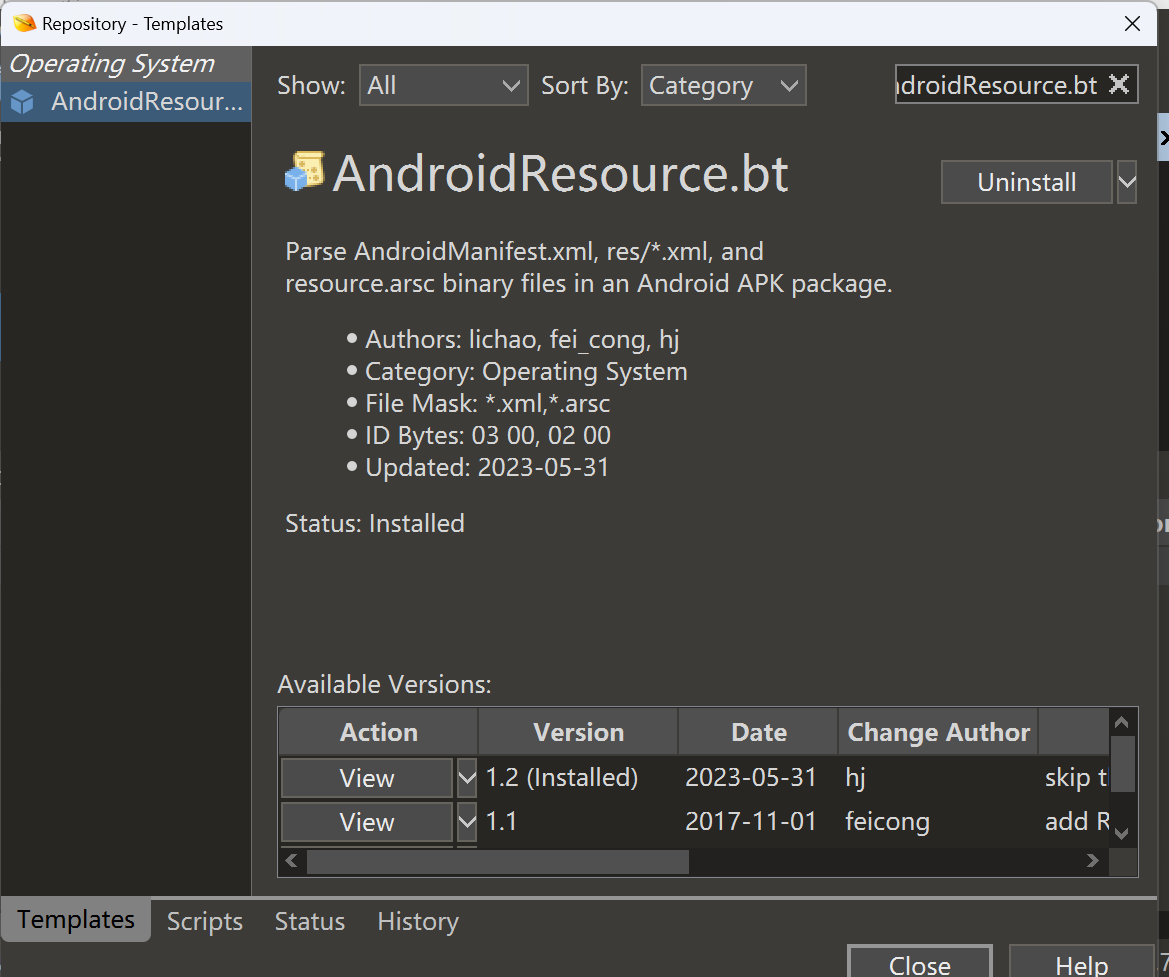 Repository - Templates
Operating System
AndroidResour...
Show: All Sort By: Category droidResource.bt
AndroidResource.bt
Uninstall
Parse AndroidManifest.xml, res/*.xml, and
resource.arsc binary files in an Android APK package.
• Authors: lichao, fei_cong, hj
• Category: Operating System
• File Mask: *.xml,*.arsc
• ID Bytes: 03 00, 02 00
• Updated: 2023-05-31
Status: Installed
Available Versions:
Action Version Date Change Author
View 1.2 (Installed) 2023-05-31 hj skip t
View 1.1 2017-11-01 feicong add R
Templates Scripts Status History
Close Help